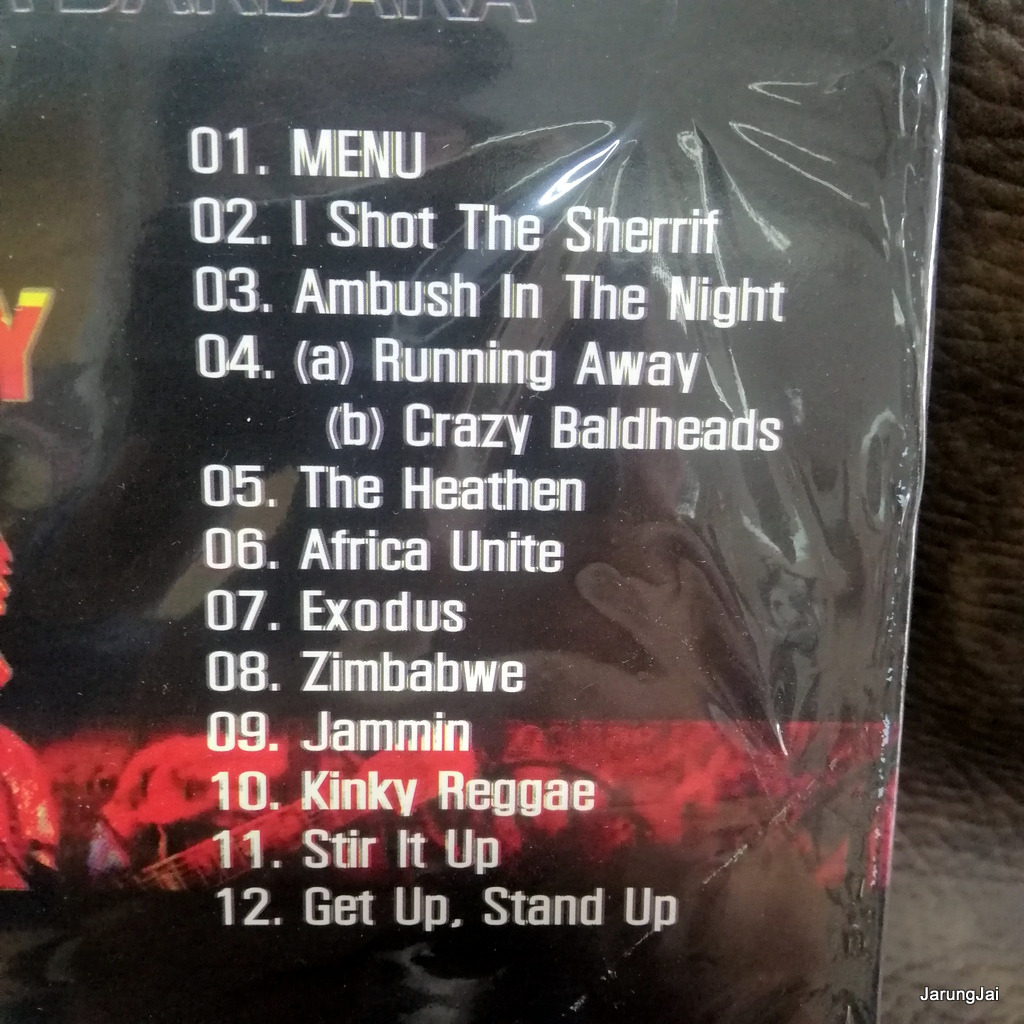 BARBARA
Y
01. MENU
02. I Shot The Sherrif
03. Ambush In The Night
04. (a) Running Away
(b) Crazy Baldheads
05. The Heathen
06. Africa Unite
07. Exodus
08. Zimbabwe
09. Jammin
10. Kinky Reggae
11. Stir It Up
12. Get Up, Stand Up
JarungJai